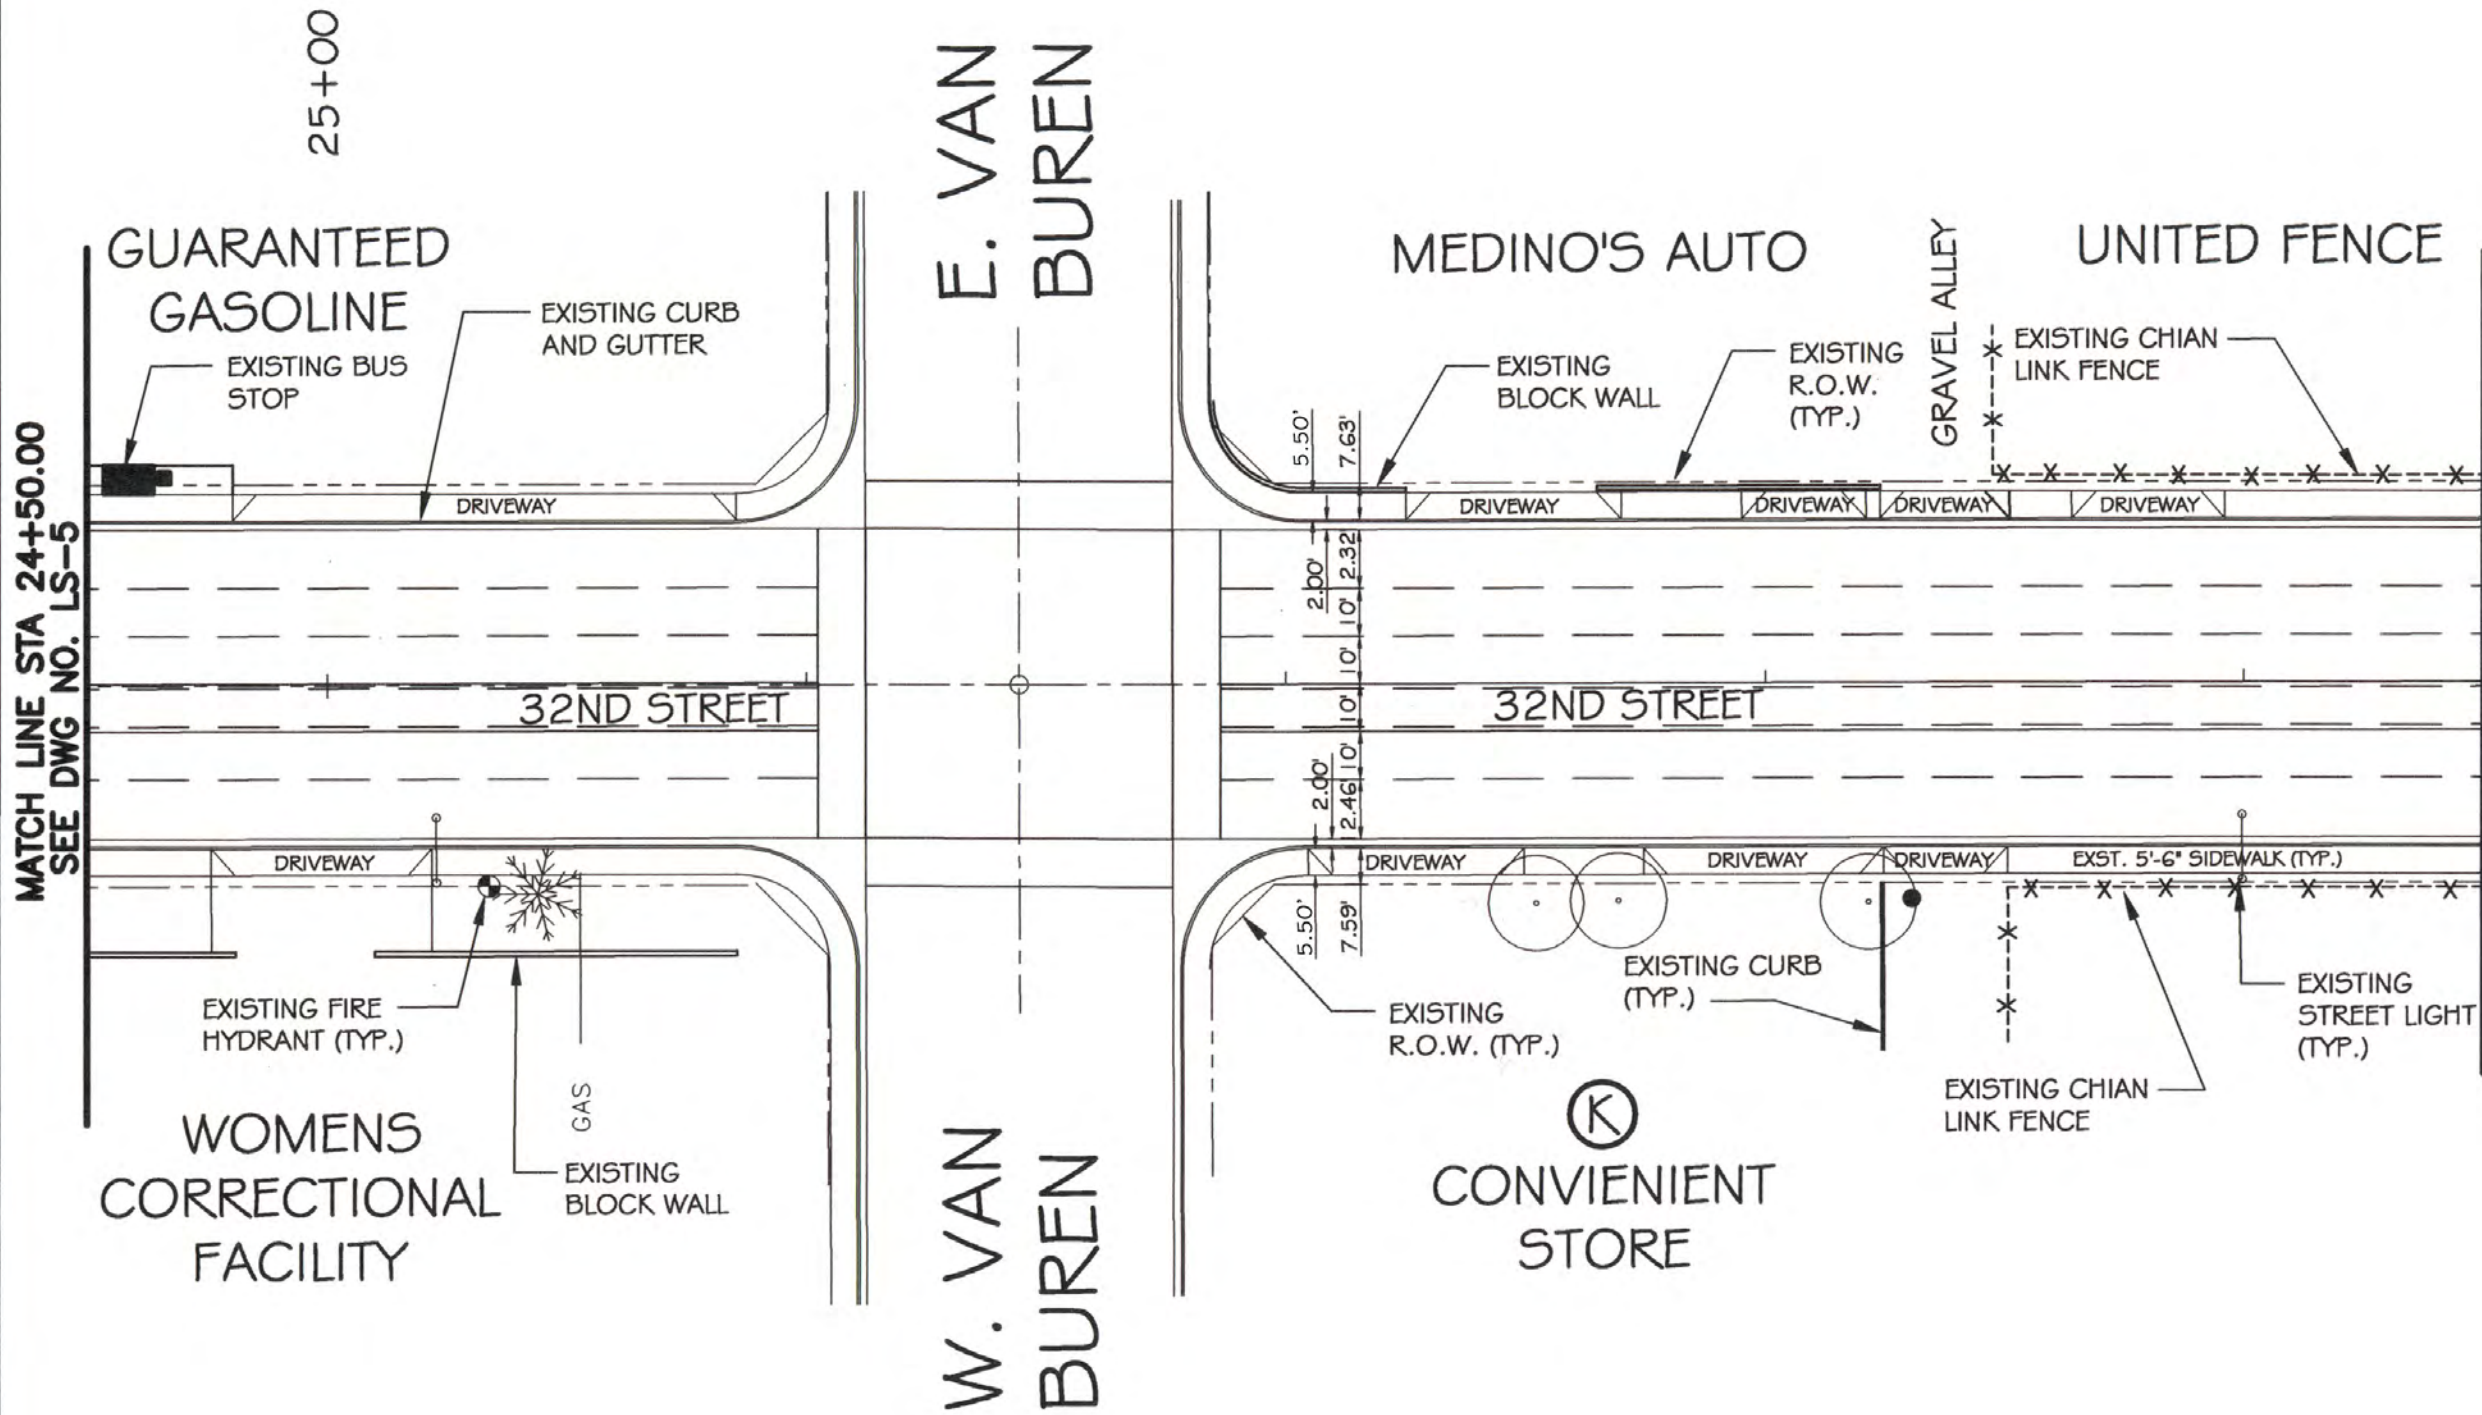 25+00
E. VAN
BUREN
GUARANTEED
GASOLINE
EXISTING BUS
STOP
EXISTING CURB
AND GUTTER
MEDINO'S AUTO
GRAVEL ALLEY
UNITED FENCE
EXISTING
BLOCK WALL
EXISTING
R.O.W.
(TYP.)
EXISTING CHIAN
LINK FENCE
MATCH LINE STA 24+50.00
SEE DWG NO. LS-5
5.50'
7.63'
DRIVEWAY
DRIVEWAY
DRIVEWAY
DRIVEWAY
DRIVEWAY
2.00'
2.32'
10'
10'
10'
10'
2.00'
2.46'
32ND STREET
32ND STREET
DRIVEWAY
DRIVEWAY
DRIVEWAY
DRIVEWAY
EXST. 5'-6" SIDEWALK (TYP.)
5.50'
7.59'
EXISTING FIRE
HYDRANT (TYP.)
GAS
EXISTING
BLOCK WALL
WOMENS
CORRECTIONAL
FACILITY
W. VAN
BUREN
EXISTING
R.O.W. (TYP.)
EXISTING CURB
(TYP.)
EXISTING
STREET LIGHT
(TYP.)
EXISTING CHIAN
LINK FENCE
K
CONVIENIENT
STORE